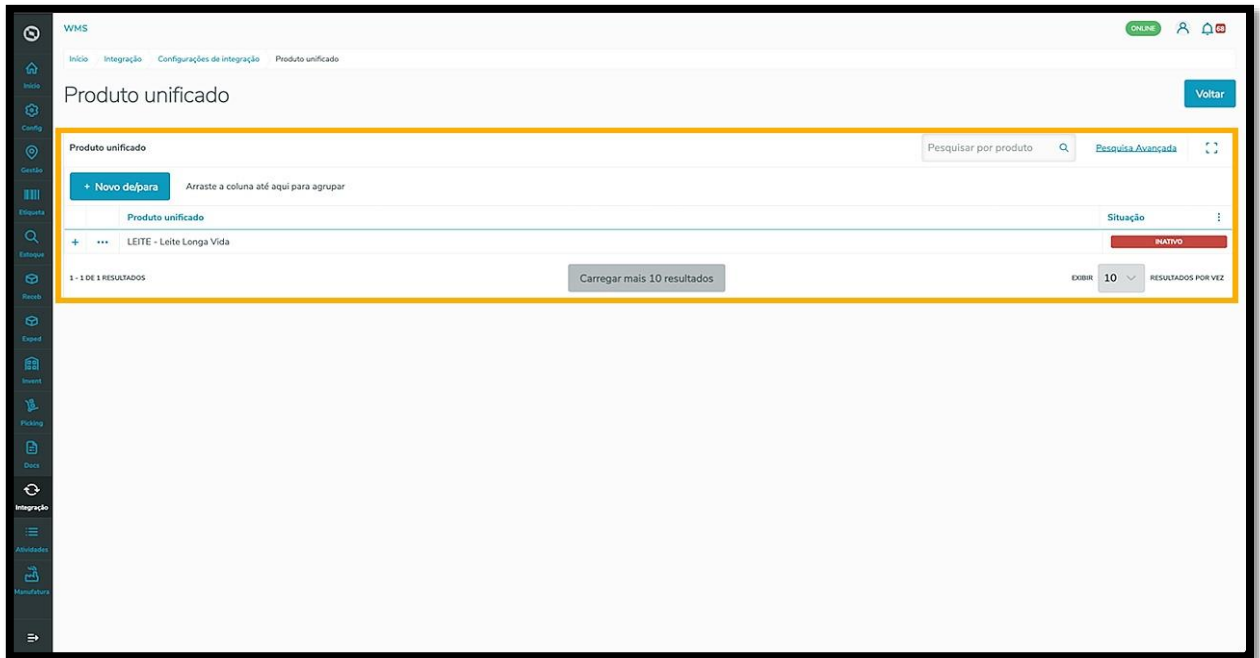 WMS
ONLINE
68
Início Integração Configurações de integração Produto unificado
Produto unificado
Voltar
Produto unificado
Pesquisar por produto
Pesquisa Avançada
+ Novo de/para
Arraste a coluna até aqui para agrupar
Produto unificado
Situação
LEITE - Leite Longa Vida
INATIVO
1 - 1 DE 1 RESULTADOS
Carregar mais 10 resultados
EXIBIR 10 RESULTADOS POR VEZ
Início
Config
Gestão
Etiqueta
Estoque
Receb
Exped
Invent
Picking
Docs
Integração
Atividades
Manufatura